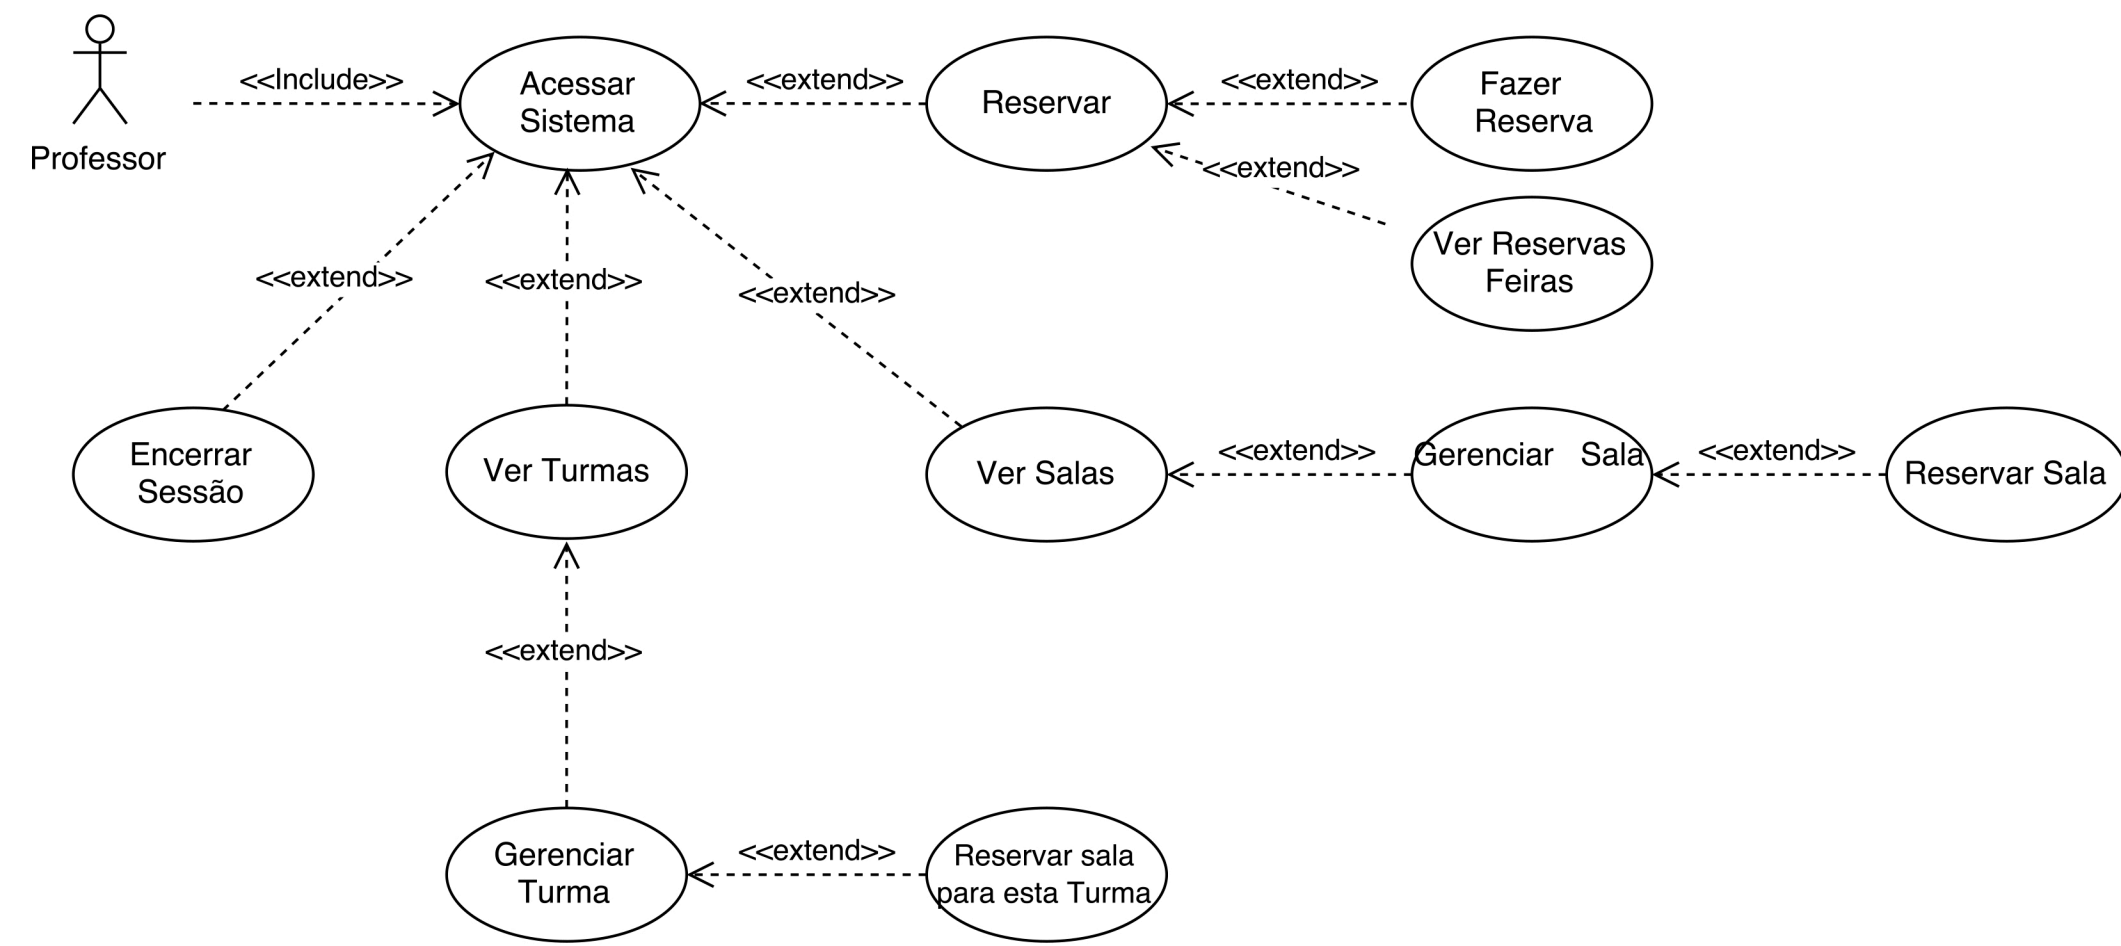 <<Include>>
Acessar
Sistema
<<extend>>
Reservar
<<extend>>
Fazer
Reserva
Professor
<<extend>>
Ver Reservas
Feiras
<<extend>>
<<extend>>
<<extend>>
Encerrar
Sessão
Ver Turmas
Ver Salas
<<extend>>
Gerenciar Sala
<<extend>>
Reservar Sala
<<extend>>
Gerenciar
Turma
<<extend>>
Reservar sala
para esta Turma